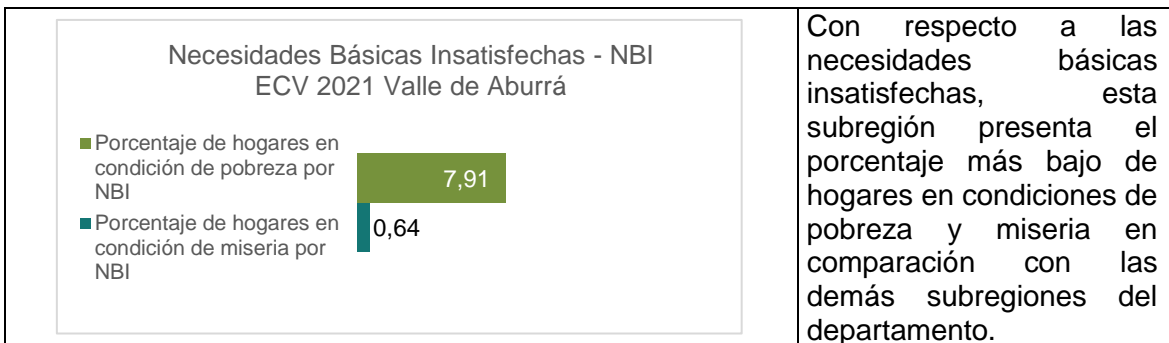 Necesidades Básicas Insatisfechas - NBI
ECV 2021 Valle de Aburrá
Porcentaje de hogares en
condición de pobreza por
NBI
7,91
Porcentaje de hogares en
condición de miseria por
NBI
0,64
Con respecto a las
necesidades básicas
insatisfechas, esta
subregión presenta el
porcentaje más bajo de
hogares en condiciones de
pobreza y miseria en
comparación con las
demás subregiones del
departamento.